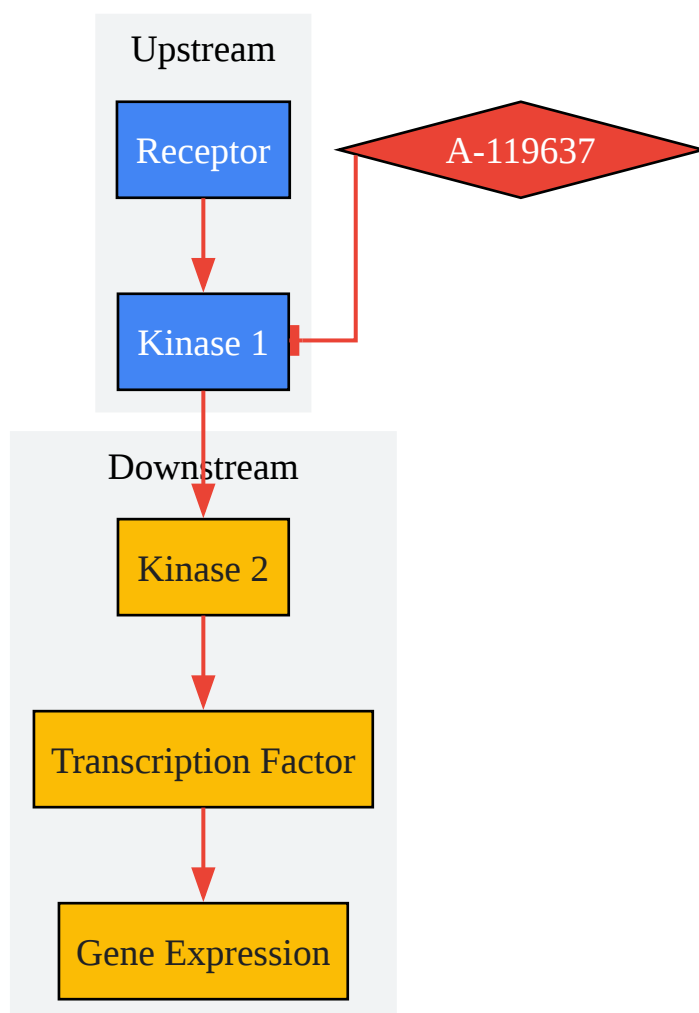 Upstream
Receptor
A-119637
Kinase 1
Downstream
Kinase 2
Transcription Factor
Gene Expression